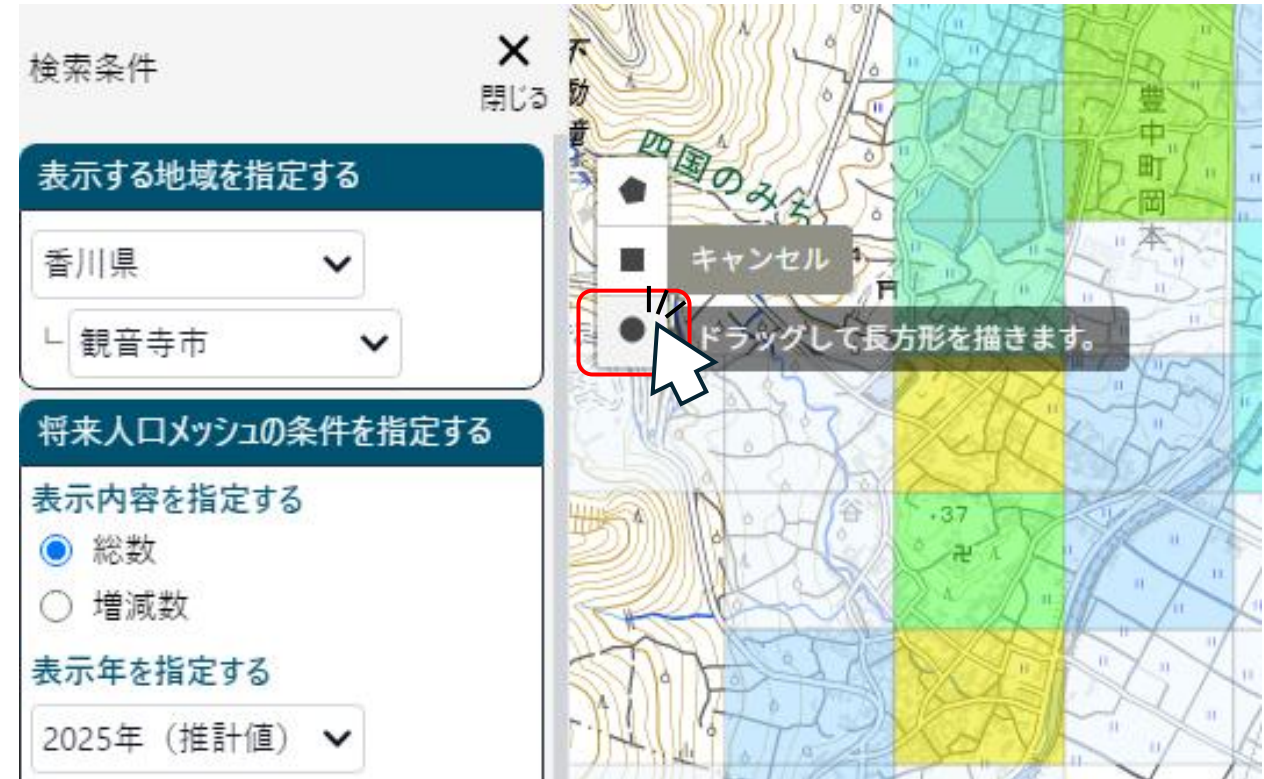 検索条件
閉じる
表示する地域を指定する
香川県
観音寺市
将来人口メッシュの条件を指定する
表示内容を指定する
総数
増減数
表示年を指定する
2025年（推計値）
四国のみち
キャンセル
ドラッグして長方形を描きます。
豊中町岡本
・37